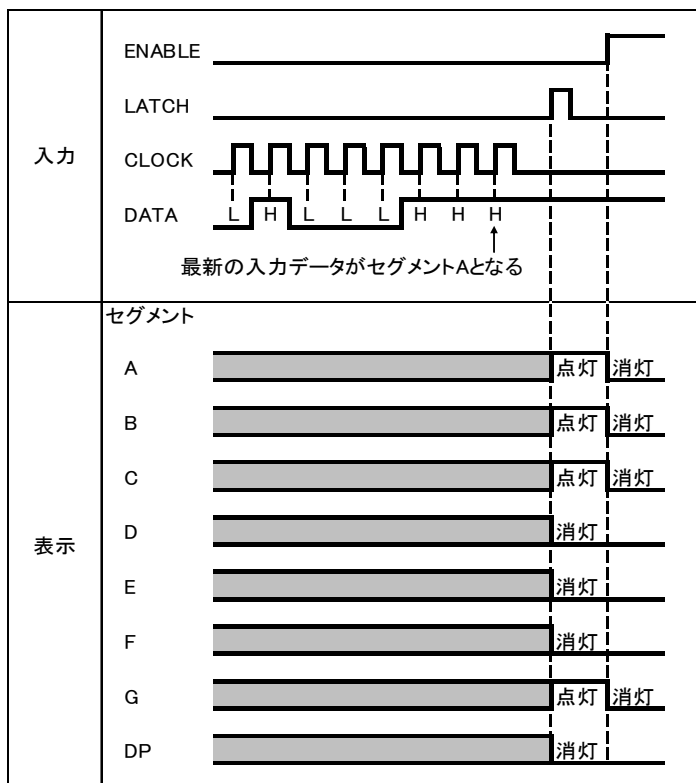 入力
ENABLE
LATCH
CLOCK
DATA
L H L L L H H H
最新の入力データがセグメントAとなる
表示
セグメント
A 点灯 消灯
B 点灯 消灯
C 点灯 消灯
D 消灯
E 消灯
F 消灯
G 点灯 消灯
DP 消灯